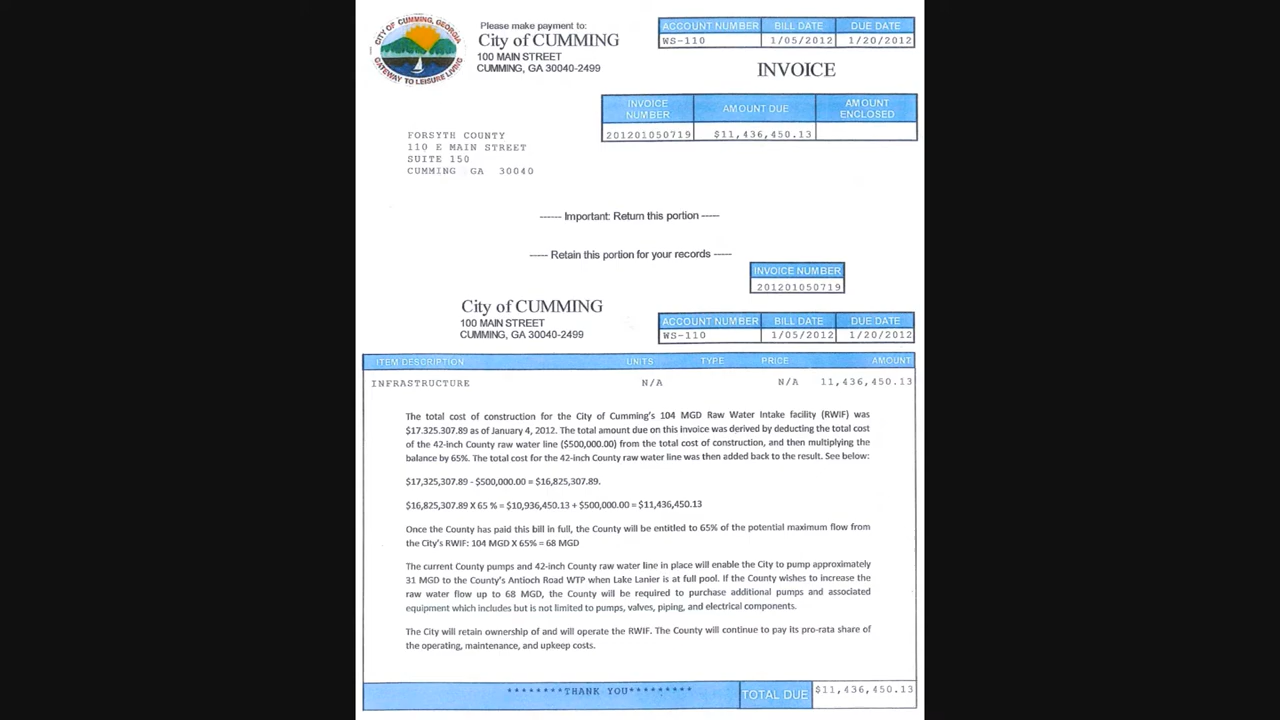 CITY OF CUMMING, GEORGIA
GATEWAY TO LEISURE LIVING
Please make payment to:
City of CUMMING
100 MAIN STREET
CUMMING, GA 30040-2499
ACCOUNT NUMBER BILL DATE DUE DATE
WS-110 1/05/2012 1/20/2012
INVOICE
INVOICE NUMBER AMOUNT DUE AMOUNT ENCLOSED
201201050719 $11,436,450.13
FORSYTH COUNTY
110 E MAIN STREET
SUITE 150
CUMMING GA 30040
------ Important: Return this portion -----
----- Retain this portion for your records -----
INVOICE NUMBER
201201050719
City of CUMMING
100 MAIN STREET
CUMMING, GA 30040-2499
ACCOUNT NUMBER BILL DATE DUE DATE
WS-110 1/05/2012 1/20/2012
ITEM DESCRIPTION UNITS TYPE PRICE AMOUNT
INFRASTRUCTURE N/A N/A 11,436,450.13
The total cost of construction for the City of Cumming's 104 MGD Raw Water Intake facility (RWIF) was
$17.325.307.89 as of January 4, 2012. The total amount due on this invoice was derived by deducting the total cost
of the 42-inch County raw water line ($500,000.00) from the total cost of construction, and then multiplying the
balance by 65%. The total cost for the 42-inch County raw water line was then added back to the result. See below:
$17,325,307.89 - $500,000.00 = $16,825,307.89.
$16,825,307.89 X 65 % = $10,936,450.13 + $500,000.00 = $11,436,450.13
Once the County has paid this bill in full, the County will be entitled to 65% of the potential maximum flow from
the City's RWIF: 104 MGD X 65% = 68 MGD
The current County pumps and 42-inch County raw water line in place will enable the City to pump approximately
31 MGD to the County's Antioch Road WTP when Lake Lanier is at full pool. If the County wishes to increase the
raw water flow up to 68 MGD, the County will be required to purchase additional pumps and associated
equipment which includes but is not limited to pumps, valves, piping, and electrical components.
The City will retain ownership of and will operate the RWIF. The County will continue to pay its pro-rata share of
the operating, maintenance, and upkeep costs.
********THANK YOU********* TOTAL DUE $11,436,450.13